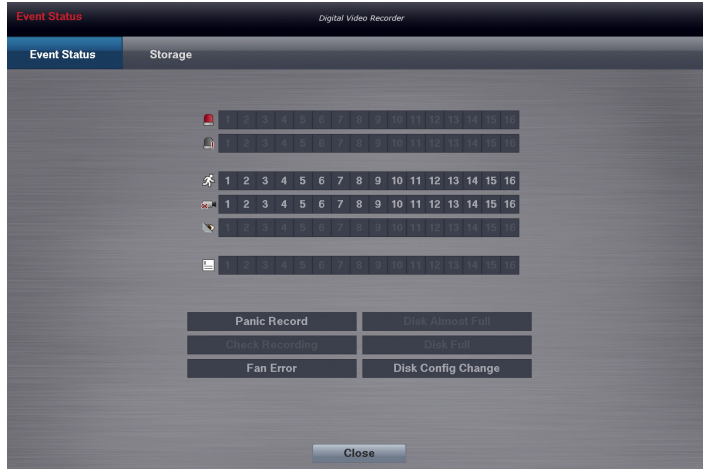 Event Status
Digital Video Recorder
Event Status Storage
1 2 3 4 5 6 7 8 9 10 11 12 13 14 15 16
1 2 3 4 5 6 7 8 9 10 11 12 13 14 15 16
1 2 3 4 5 6 7 8 9 10 11 12 13 14 15 16
1 2 3 4 5 6 7 8 9 10 11 12 13 14 15 16
1 2 3 4 5 6 7 8 9 10 11 12 13 14 15 16
1 2 3 4 5 6 7 8 9 10 11 12 13 14 15 16
Panic Record Disk Almost Full
Check Recording Disk Full
Fan Error Disk Config Change
Close